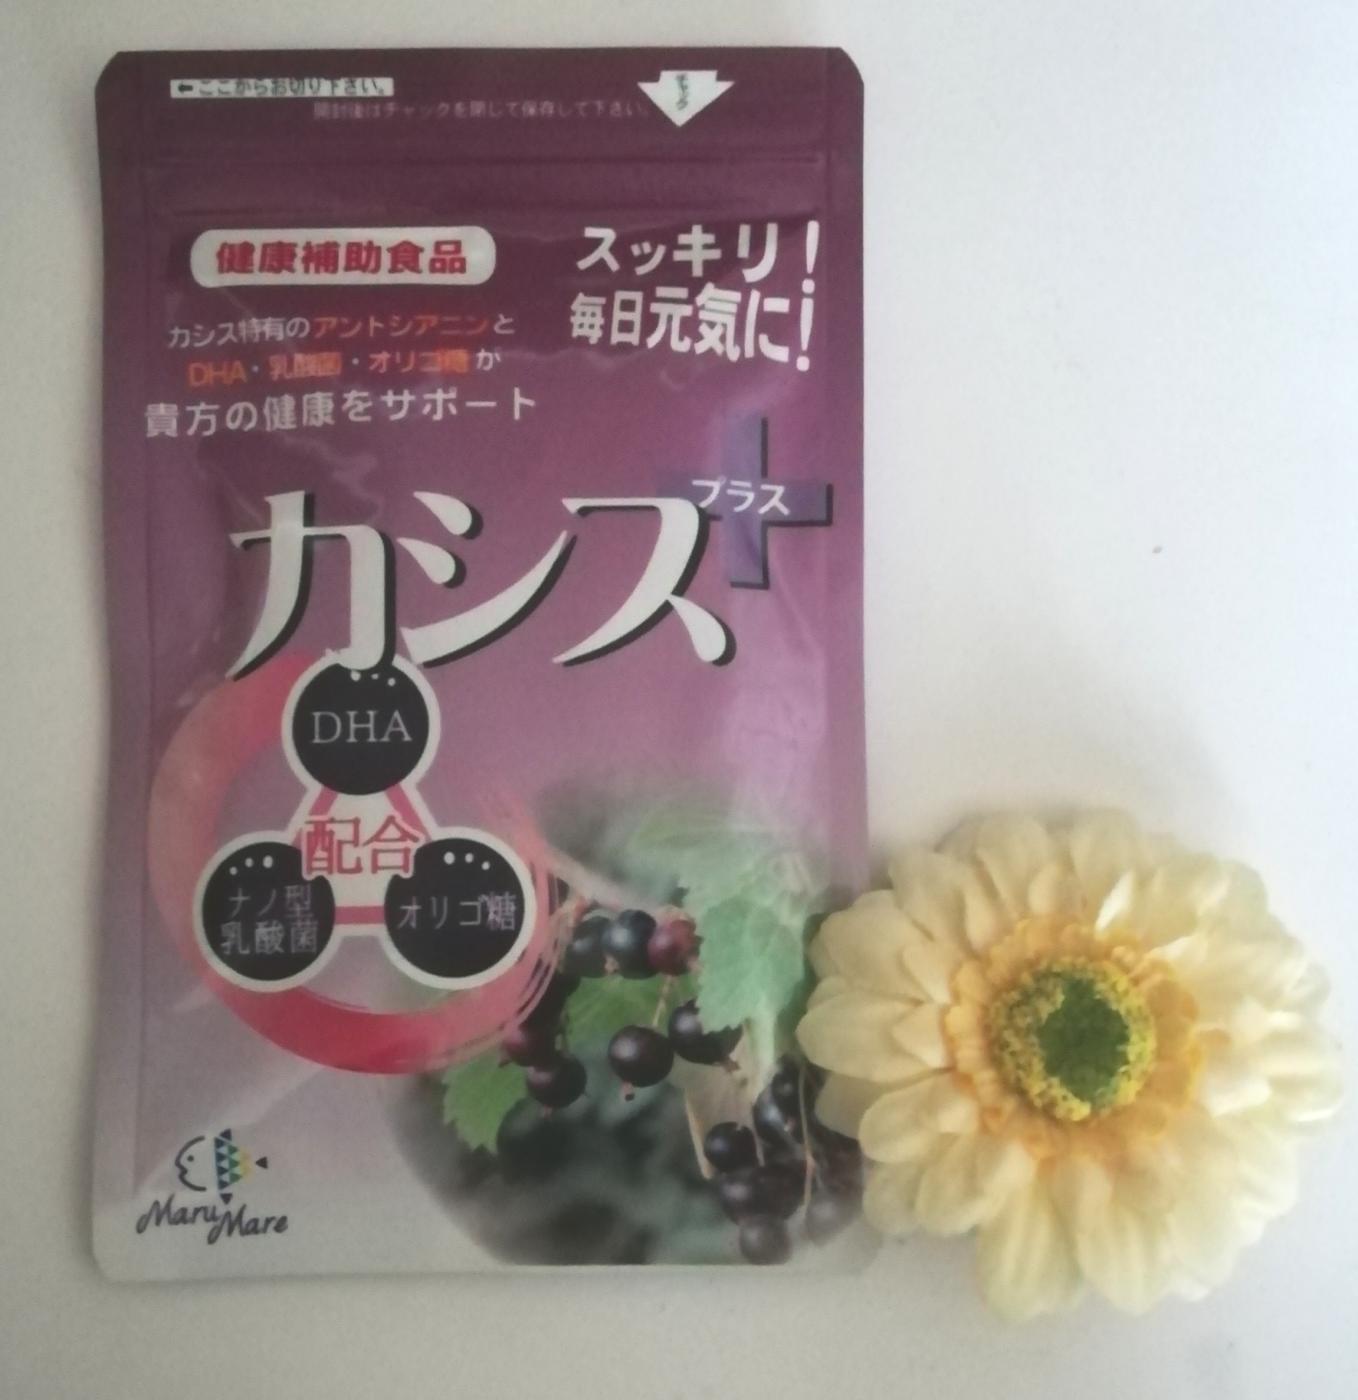 ←ここからお切り下さい。
開封後はチャックを閉じて保存して下さい。
チャック
健康補助食品
スッキリ!
毎日元気に!
カシス特有のアントシアニンと
DHA・乳酸菌・オリゴ糖が
貴方の健康をサポート
カシス
プラス
DHA
配合
ナノ型
乳酸菌
オリゴ糖
MaruMare